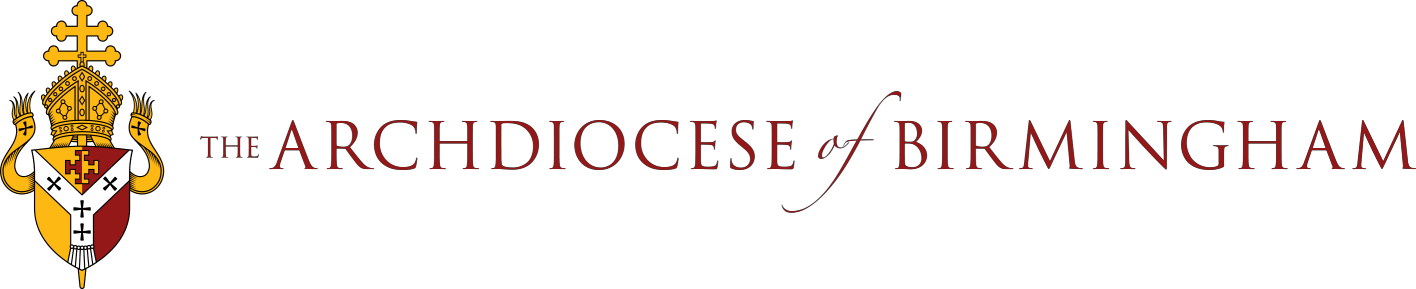 THE ARCHDIOCESE of BIRMINGHAM